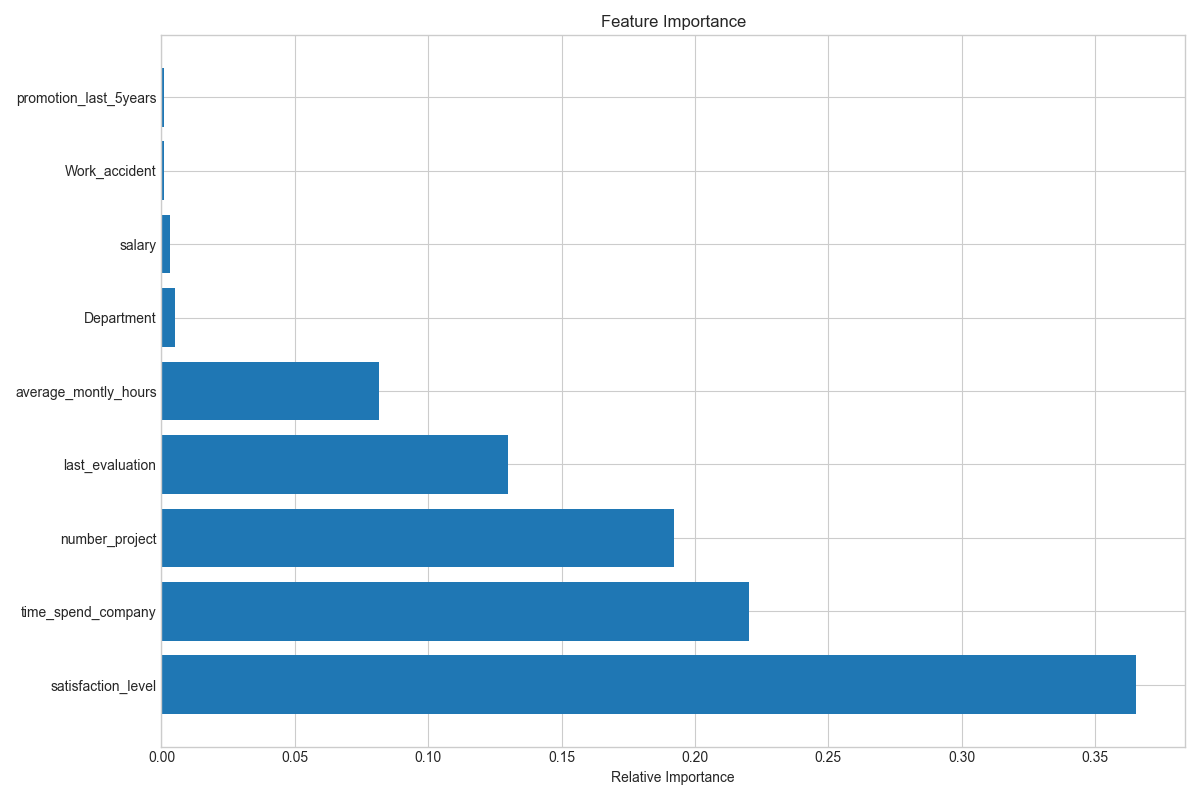 Feature Importance
promotion_last_5years
Work_accident
salary
Department
average_montly_hours
last_evaluation
number_project
time_spend_company
satisfaction_level
0.00 0.05 0.10 0.15 0.20 0.25 0.30 0.35
Relative Importance